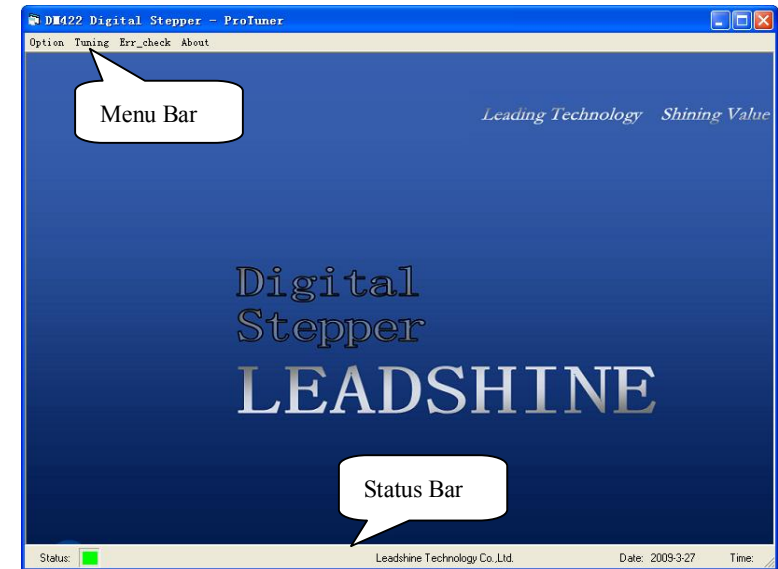 DM422 Digital Stepper - ProTuner
Option Tuning Err_check About
Menu Bar
Leading Technology Shining Value
Digital
Stepper
LEADSHINE
Status Bar
Status: Leadshine Technology Co.,Ltd. Date: 2009-3-27 Time: